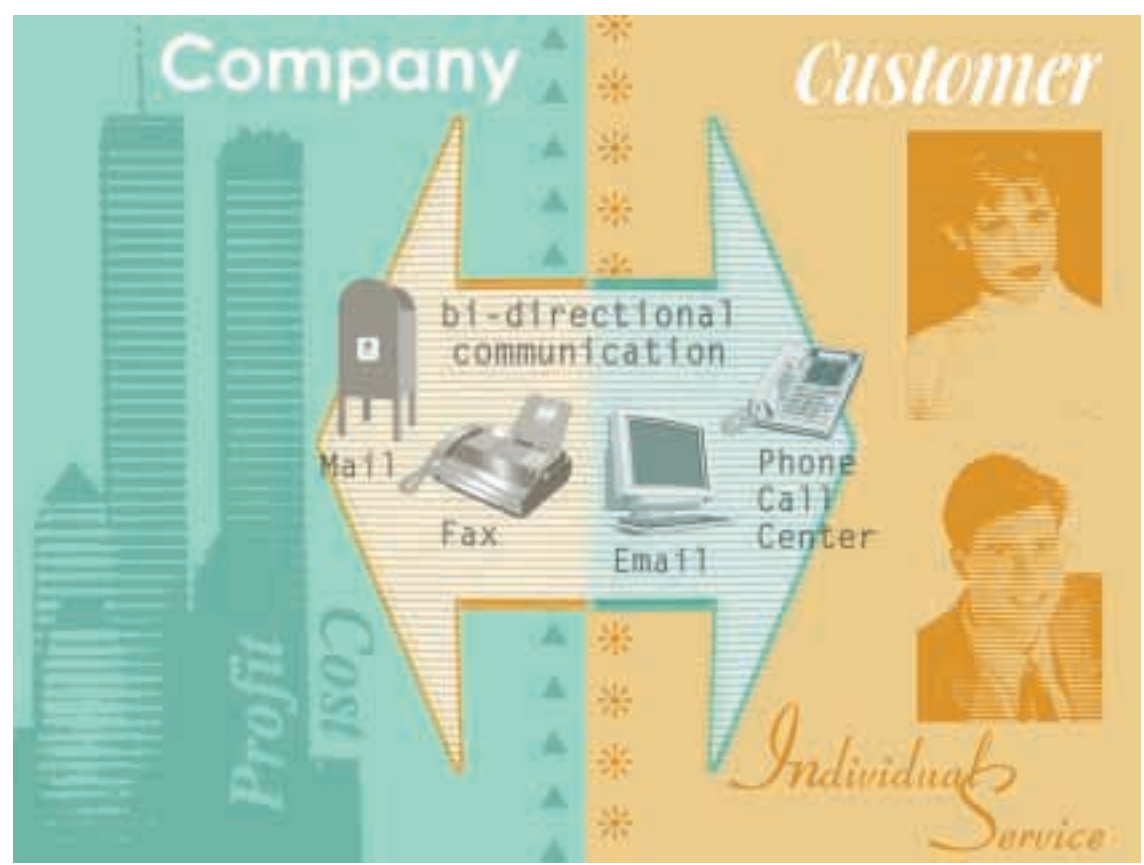 Company
Customer
bi-directional
communication
Mail
Fax
Email
Phone
Call
Center
Profit
Cost
Individual
Service